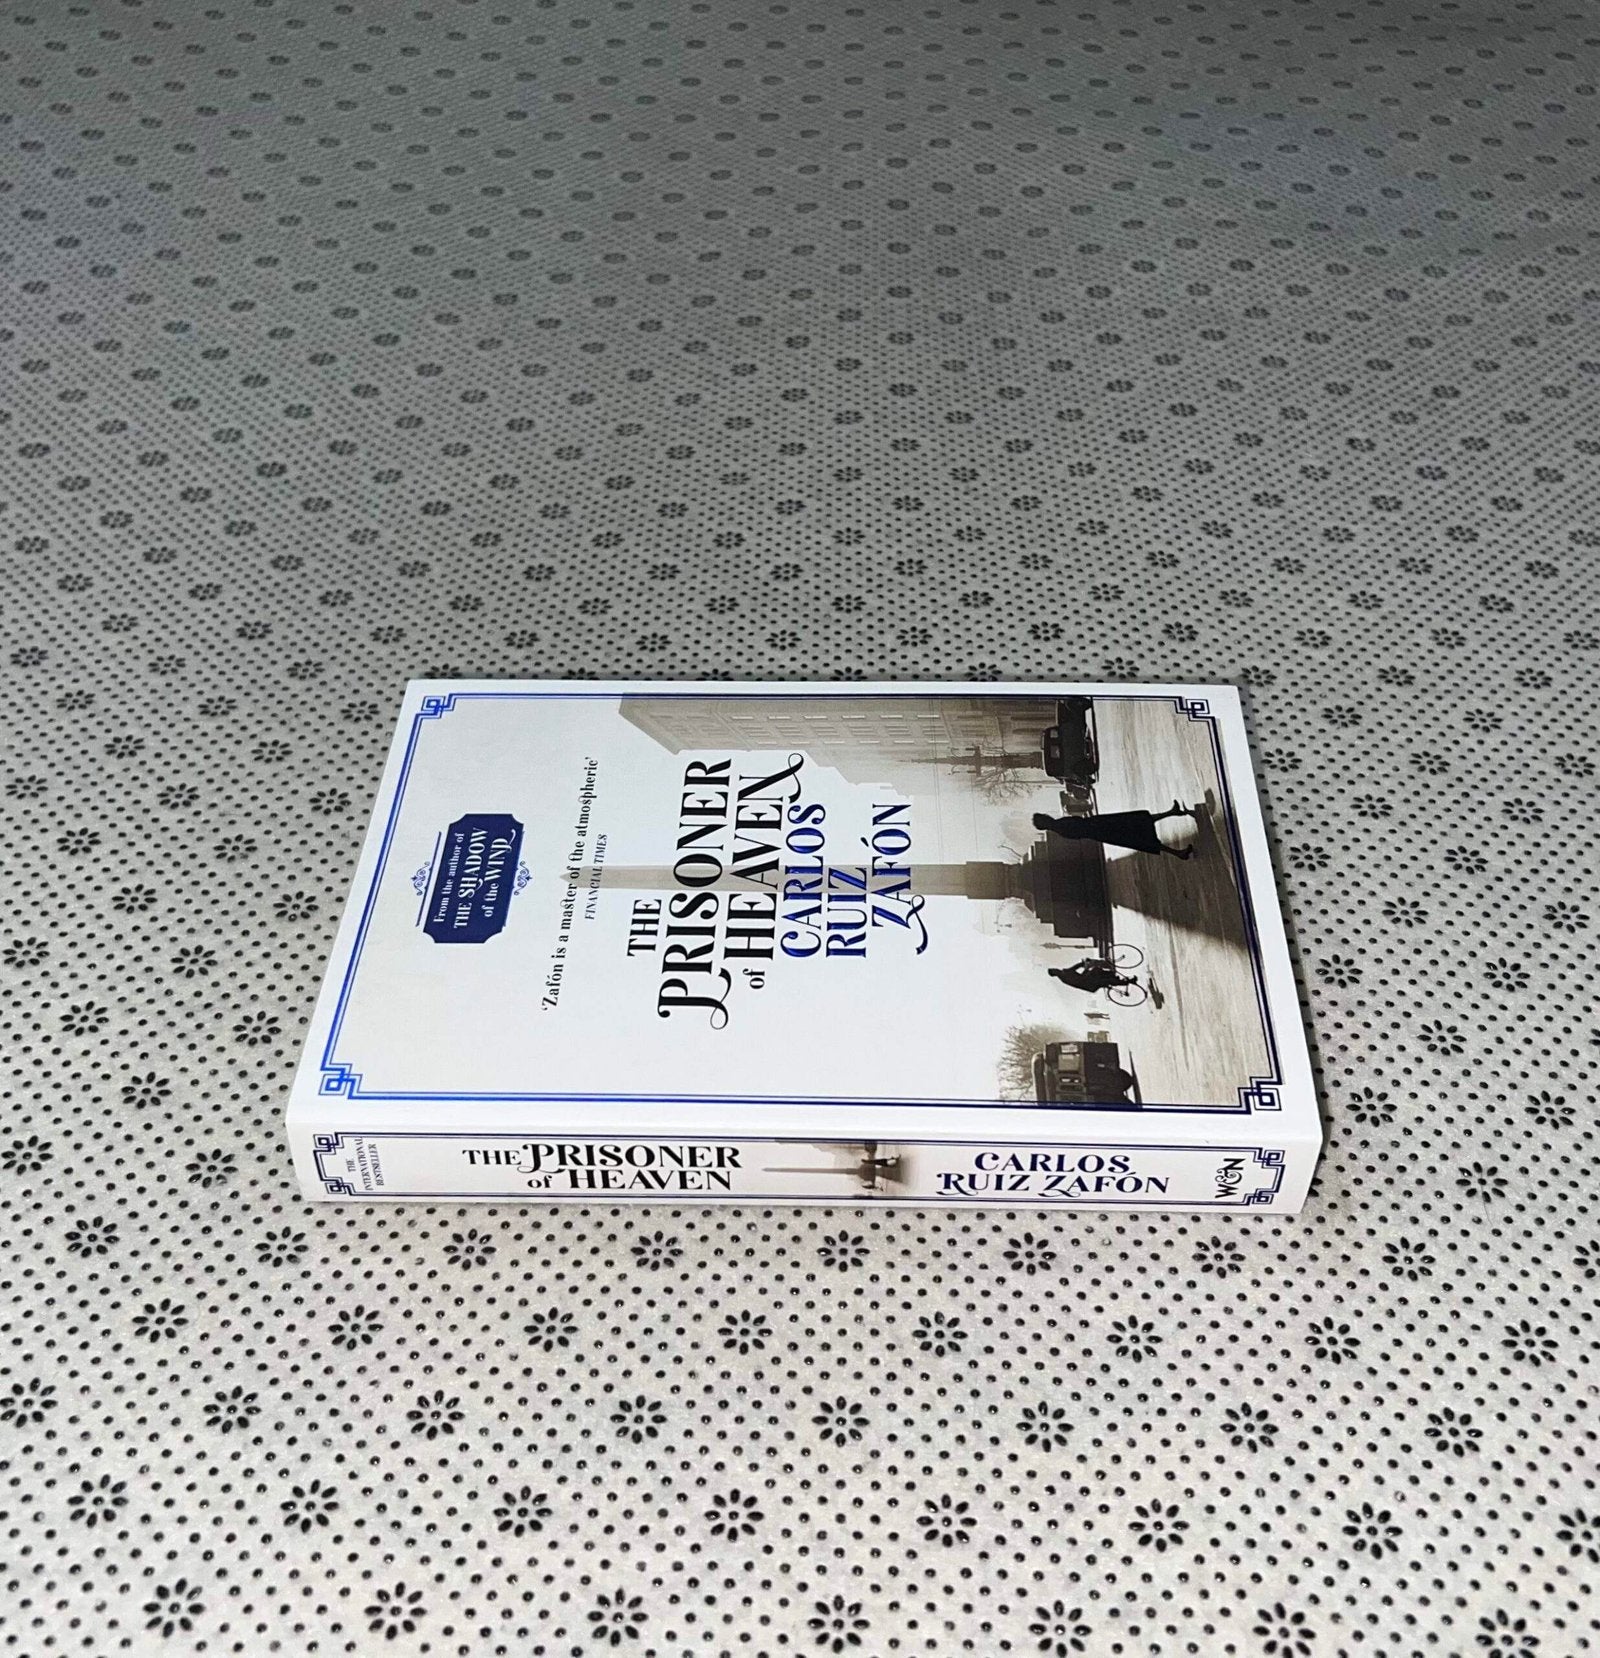 From the author of
THE SHADOW
of the WIND
'Zafón is a master of the atmospheric'
FINANCIAL TIMES
THE
PRISONER
of HEAVEN
CARLOS
RUIZ
ZAFÓN
THE
INTERNATIONAL
BESTSELLER
THE PRISONER
of HEAVEN
CARLOS
RUIZ ZAFÓN
W&N